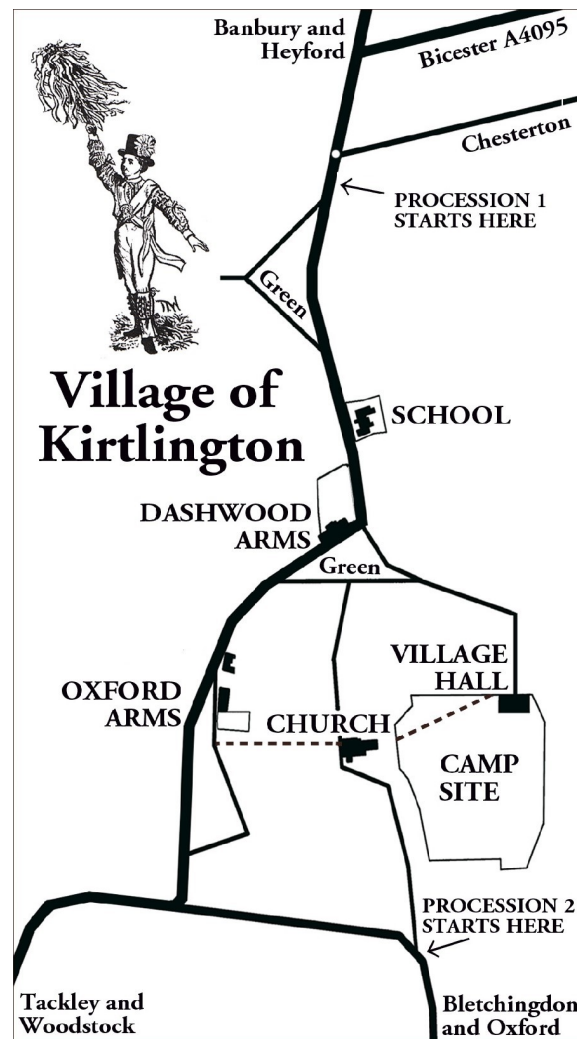 Banbury and
Heyford
Bicester A4095
Chesterton
PROCESSION 1
STARTS HERE
Green
Village of
Kirtlington
SCHOOL
DASHWOOD
ARMS
Green
VILLAGE
HALL
OXFORD
ARMS
CHURCH
CAMP
SITE
PROCESSION 2
STARTS HERE
Tackley and
Woodstock
Bletchingdon
and Oxford